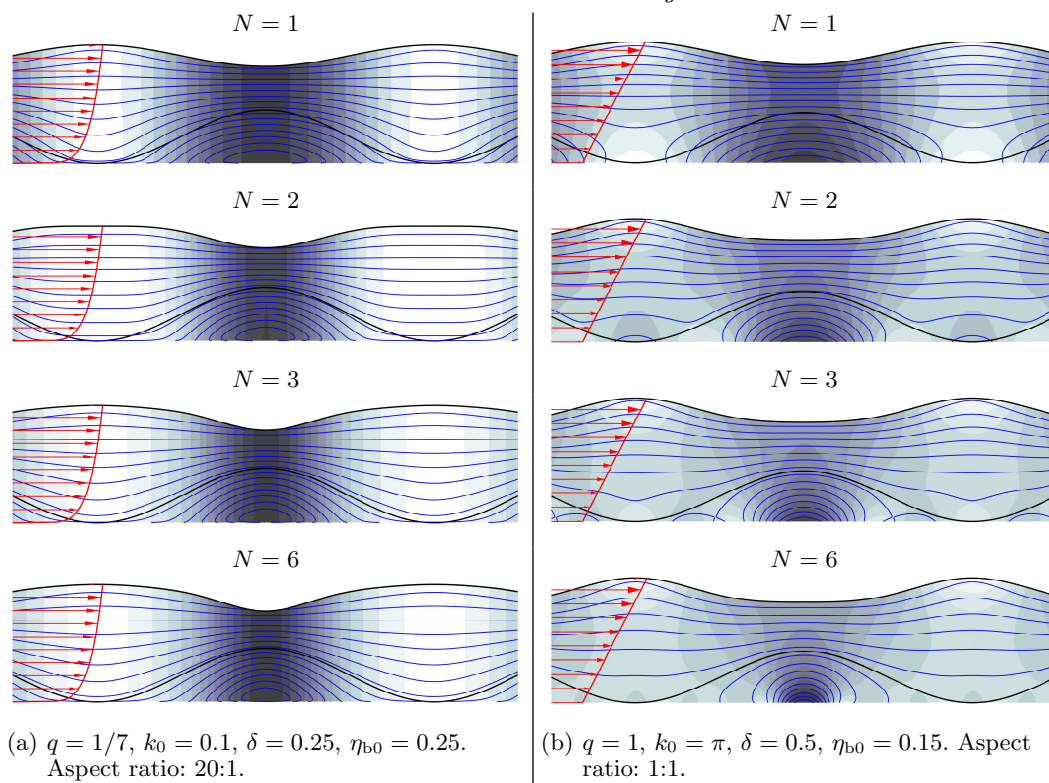 N = 1
N = 1
N = 2
N = 2
N = 3
N = 3
N = 6
N = 6
(a) q = 1/7, k₀ = 0.1, δ = 0.25, η_b0 = 0.25.
Aspect ratio: 20:1.
(b) q = 1, k₀ = π, δ = 0.5, η_b0 = 0.15. Aspect
ratio: 1:1.